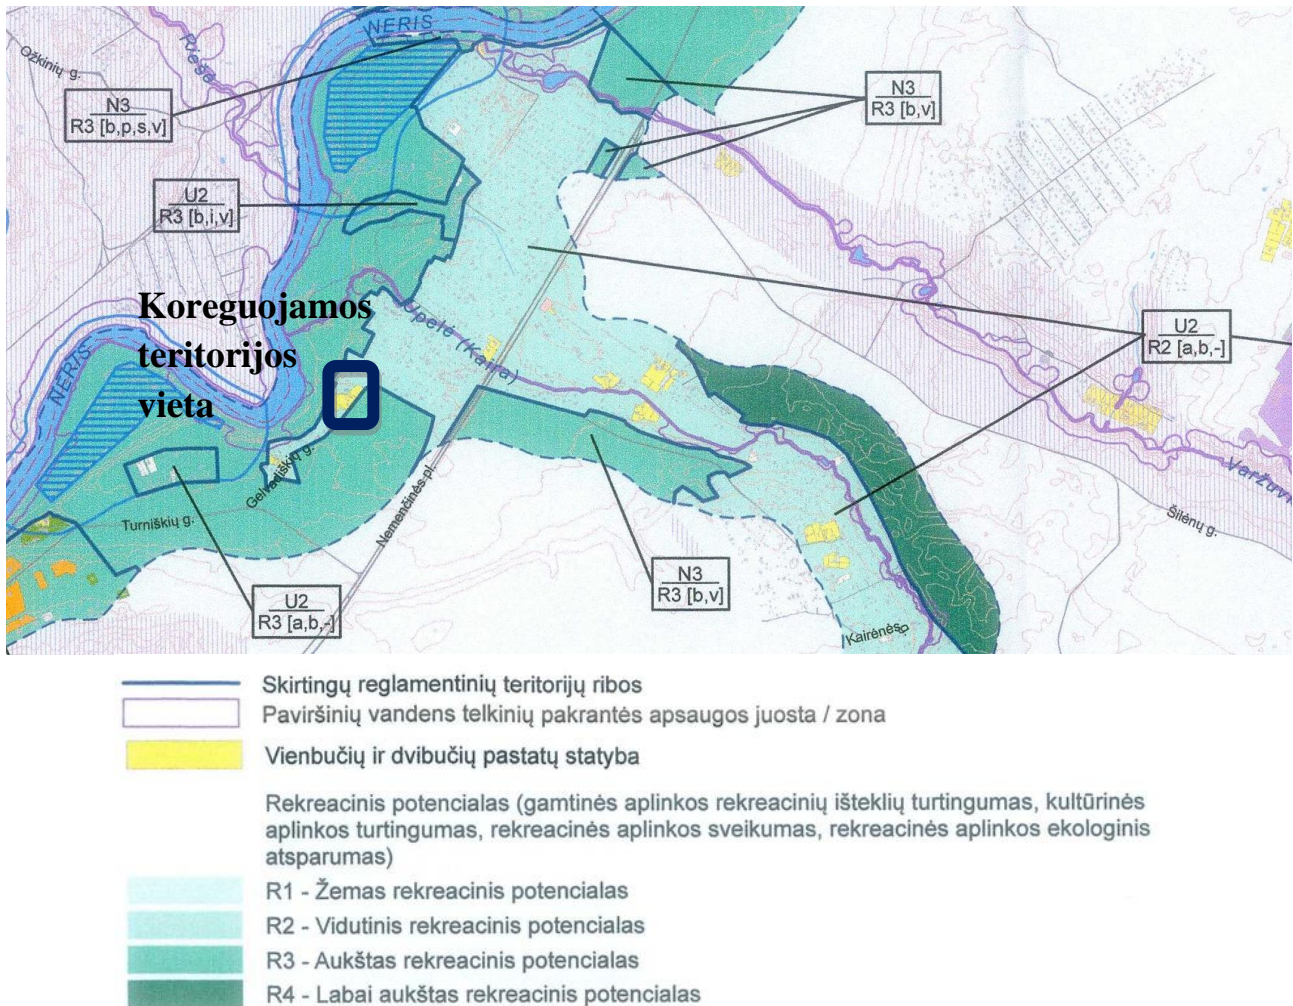 NERIS
Riešė
Ožkinių g.
N3
R3 [b,p,s,v]
N3
R3 [b,v]
U2
R3 [b,i,v]
Koreguojamos
teritorijos
vieta
Upelė (Kaira)
U2
R2 [a,b,-]
NERIS
Gelvadiškių g.
Nemenčinės pl.
Turniškių g.
Šilėnų g.
N3
R3 [b,v]
U2
R3 [a,b,-]
Kairėnės
Skirtingų reglamentinių teritorijų ribos
Paviršinių vandens telkinių pakrantės apsaugos juosta / zona
Vienbučių ir dvibučių pastatų statyba
Rekreacinis potencialas (gamtinės aplinkos rekreacinių išteklių turtingumas, kultūrinės
aplinkos turtingumas, rekreacinės aplinkos sveikumas, rekreacinės aplinkos ekologinis
atsparumas)
R1 - Žemas rekreacinis potencialas
R2 - Vidutinis rekreacinis potencialas
R3 - Aukštas rekreacinis potencialas
R4 - Labai aukštas rekreacinis potencialas